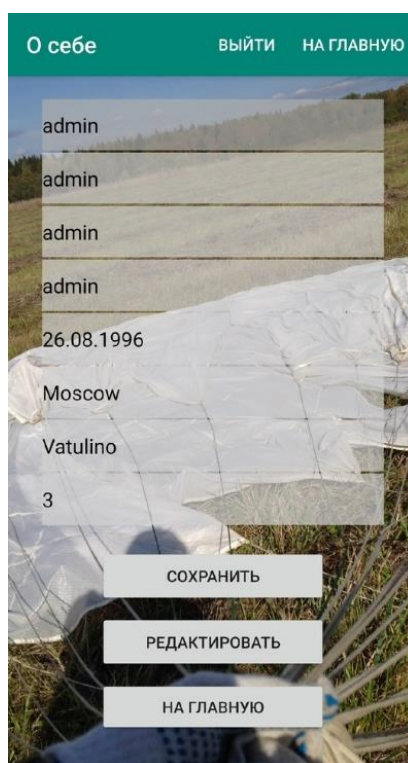 О себе ВЫЙТИ НА ГЛАВНУЮ
admin
admin
admin
admin
26.08.1996
Moscow
Vatulino
3
СОХРАНИТЬ
РЕДАКТИРОВАТЬ
НА ГЛАВНУЮ